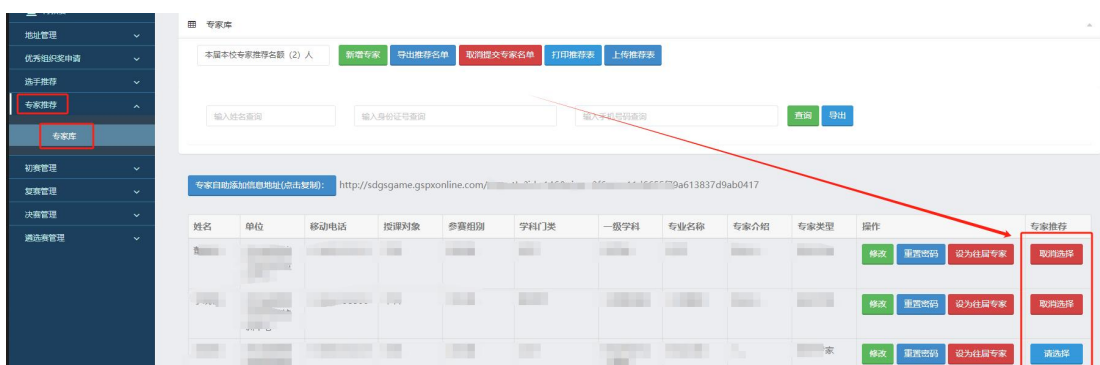 专家库
地址管理
优秀组织奖申请
选手推荐
专家推荐
专家库
初赛管理
复赛管理
决赛管理
遴选赛管理
本届本校专家推荐名额（2）人 新增专家 导出推荐名单 取消提交专家名单 打印推荐表 上传推荐表
输入姓名查询 输入身份证号查询 输入手机号码查询 查询 导出
专家自助添加信息地址(点击复制): http://sdgsgame.gspxonline.com/ 9a613837d9ab0417
姓名 单位 移动电话 授课对象 参赛组别 学科门类 一级学科 专业名称 专家介绍 专家类型 操作 专家推荐
修改 重置密码 设为往届专家 取消选择
修改 重置密码 设为往届专家 取消选择
家 修改 重置密码 设为往届专家 请选择